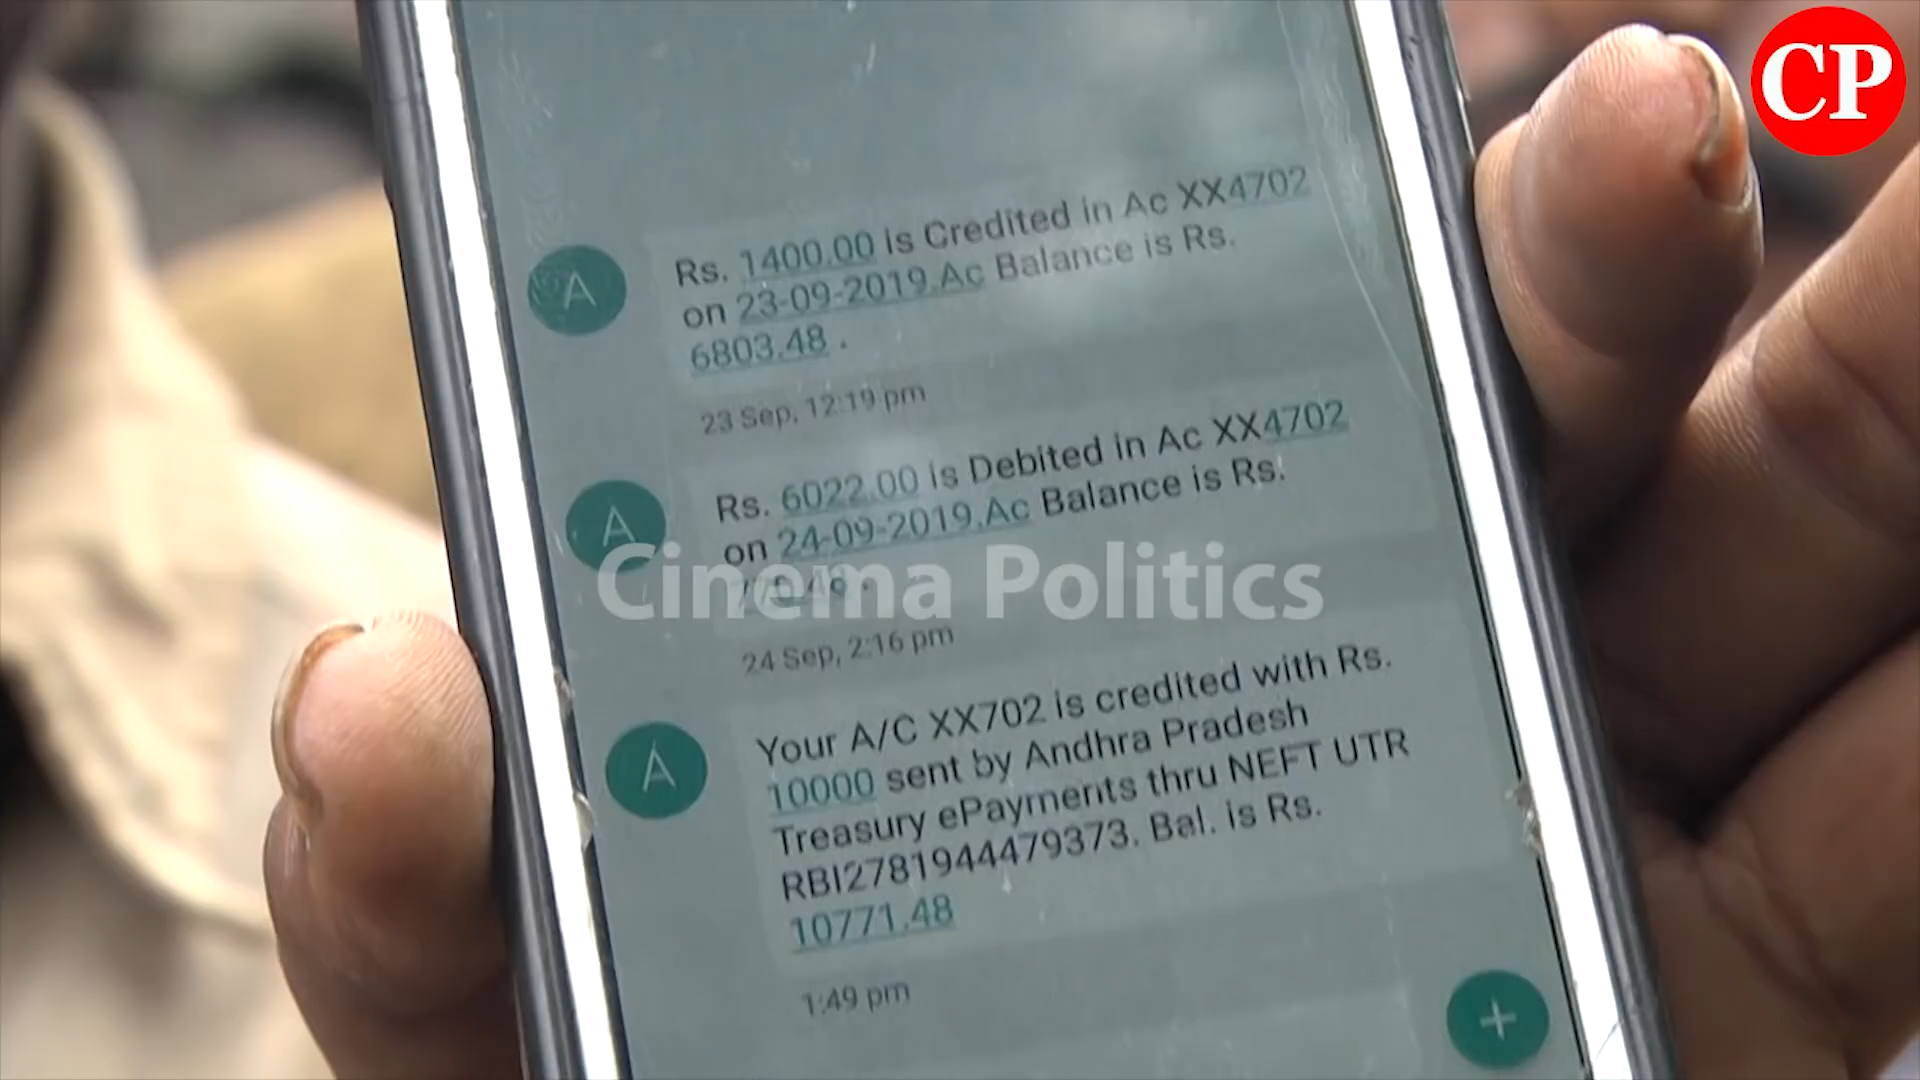 CP
Rs. 1400.00 is Credited in Ac XX4702
on 23-09-2019.Ac Balance is Rs.
6803.48 .
23 Sep, 12:19 pm
A
Rs. 6022.00 is Debited in Ac XX4702
on 24-09-2019.Ac Balance is Rs.
A
Cinema Politics
24 Sep, 2:16 pm
Your A/C XX702 is credited with Rs.
10000 sent by Andhra Pradesh
Treasury ePayments thru NEFT UTR
RBI2781944479373. Bal. is Rs.
10771.48
A
1:49 pm
+